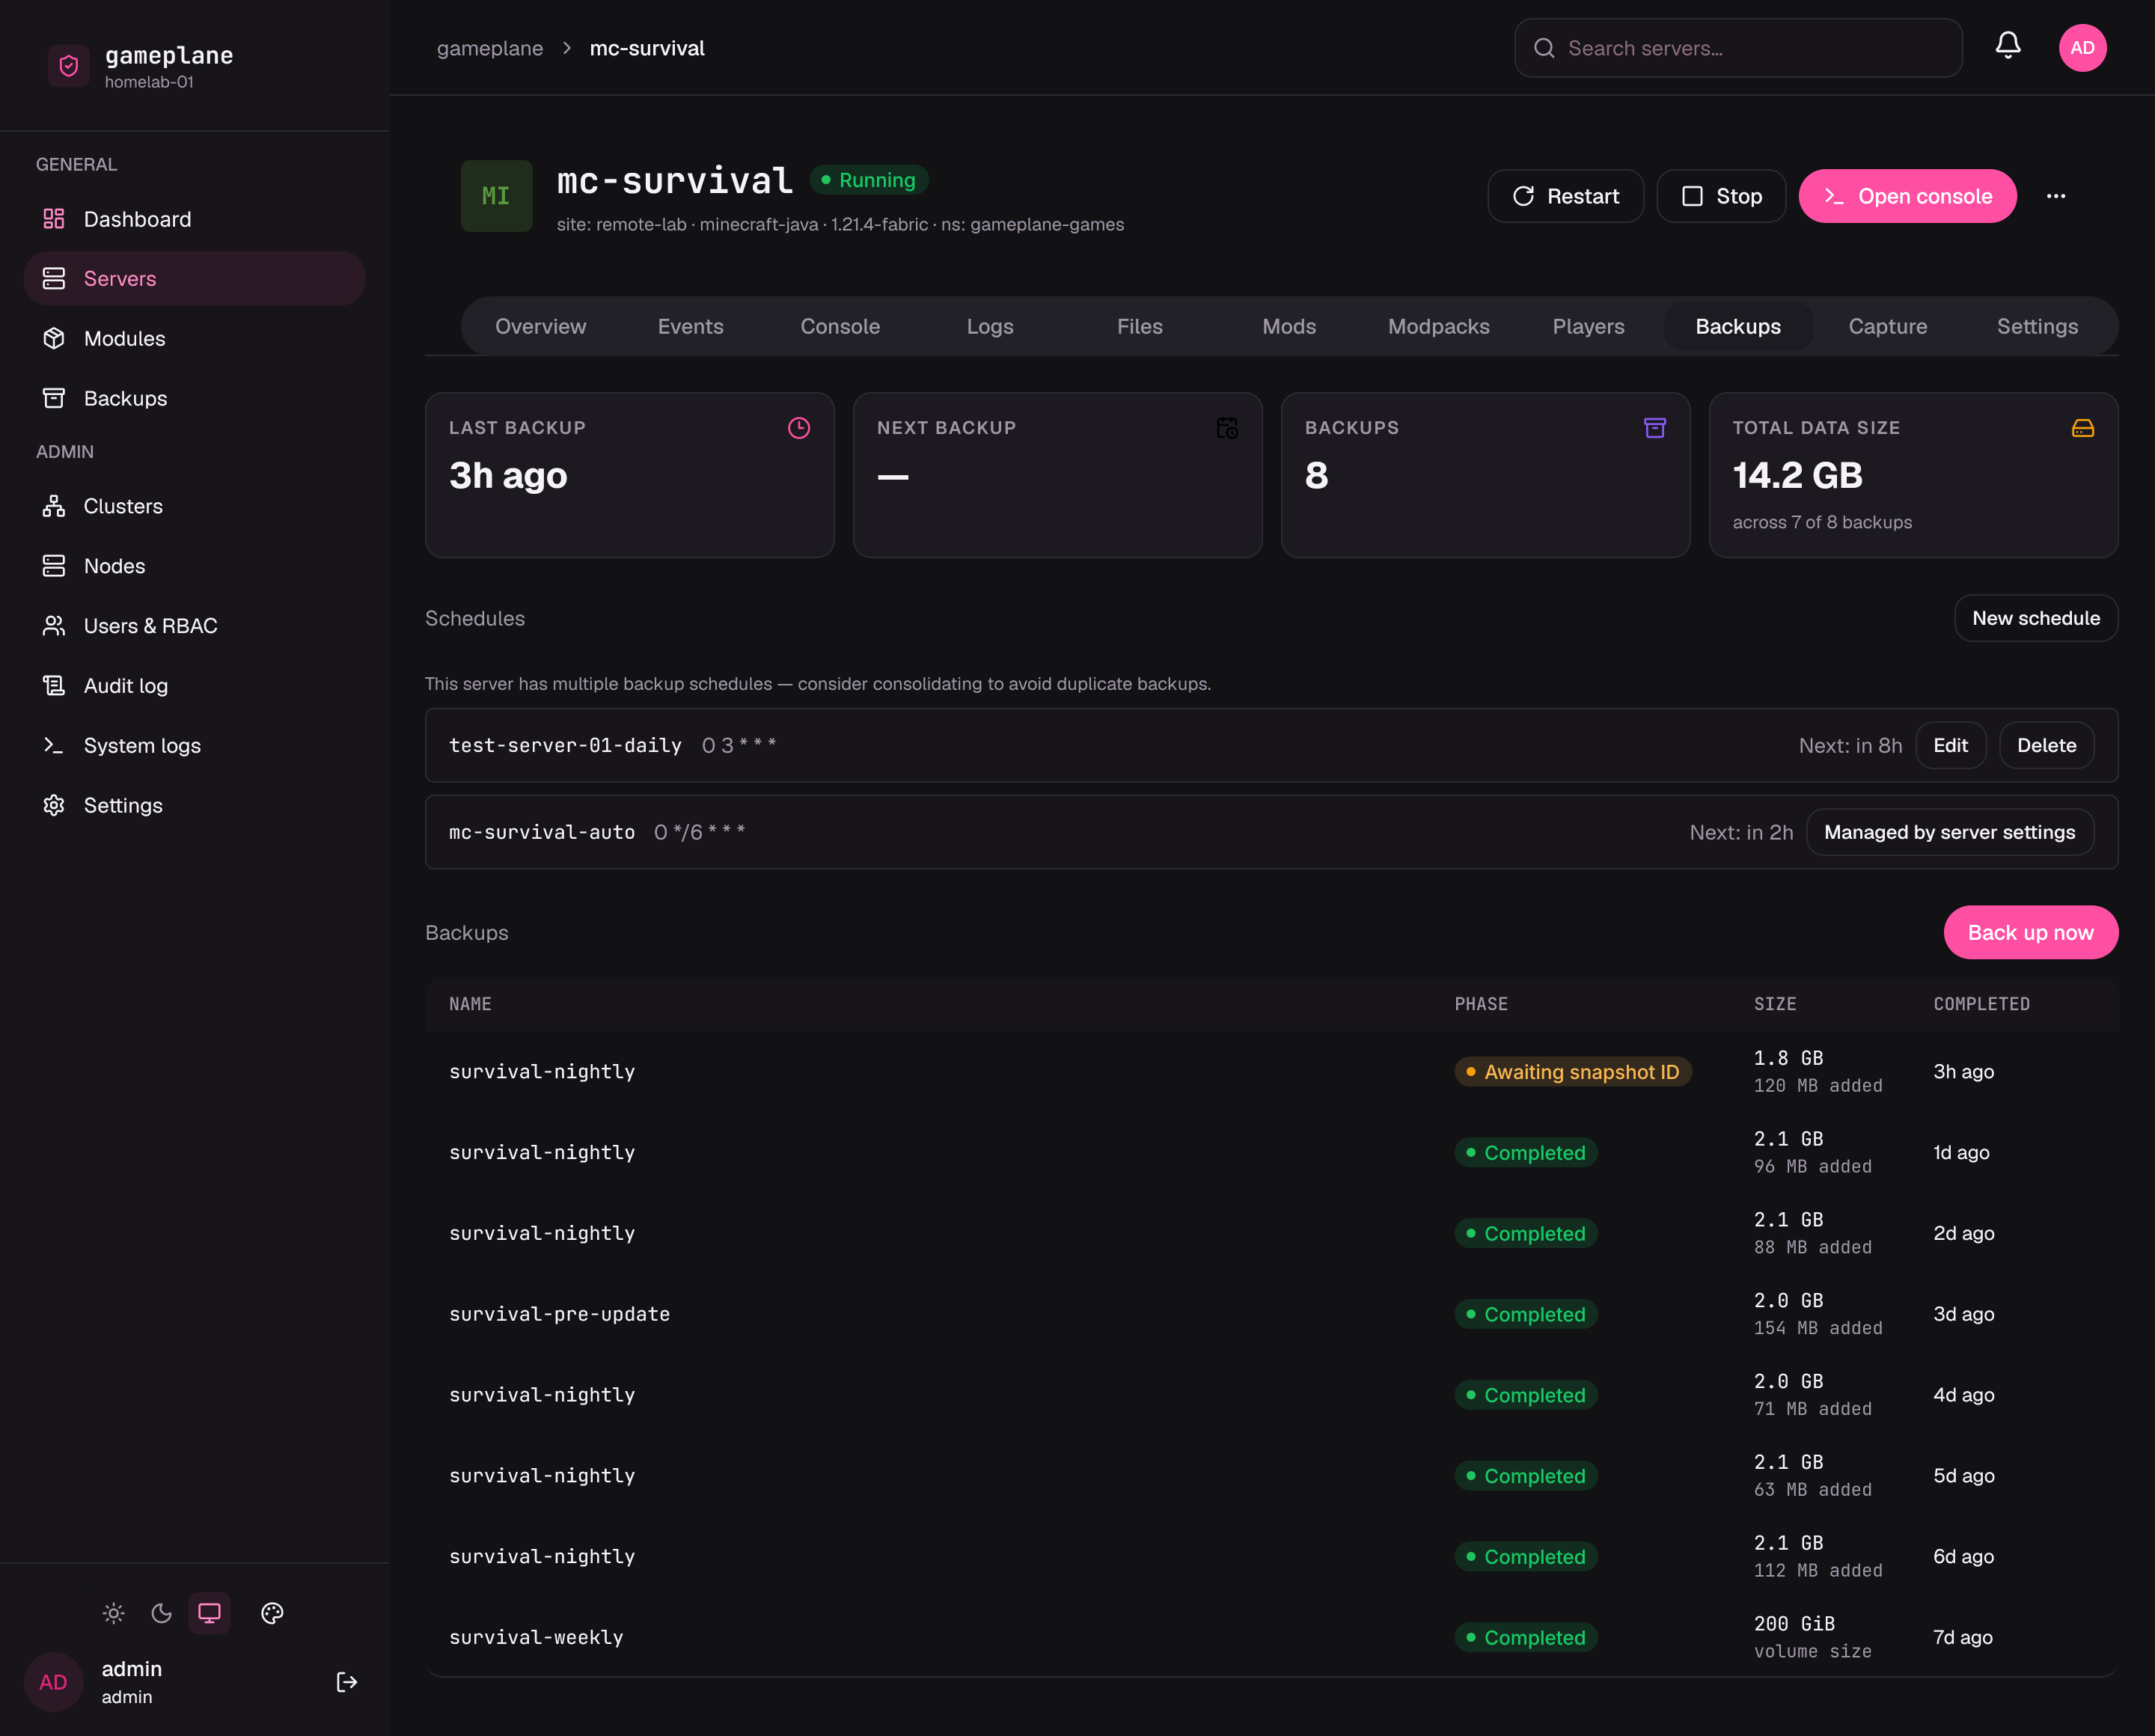 gameplane
homelab-01
gameplane > mc-survival
Search servers...
AD
GENERAL
Dashboard
Servers
Modules
Backups
ADMIN
Clusters
Nodes
Users & RBAC
Audit log
System logs
Settings
AD
admin
admin
MI
mc-survival
Running
site: remote-lab · minecraft-java · 1.21.4-fabric · ns: gameplane-games
Restart
Stop
Open console
Overview
Events
Console
Logs
Files
Mods
Modpacks
Players
Backups
Capture
Settings
LAST BACKUP
3h ago
NEXT BACKUP
—
BACKUPS
8
TOTAL DATA SIZE
14.2 GB
across 7 of 8 backups
Schedules
New schedule
This server has multiple backup schedules — consider consolidating to avoid duplicate backups.
test-server-01-daily 0 3 * * * Next: in 8h Edit Delete
mc-survival-auto 0 */6 * * * Next: in 2h Managed by server settings
Backups
Back up now
NAME PHASE SIZE COMPLETED
survival-nightly Awaiting snapshot ID 1.8 GB 3h ago
120 MB added
survival-nightly Completed 2.1 GB 1d ago
96 MB added
survival-nightly Completed 2.1 GB 2d ago
88 MB added
survival-pre-update Completed 2.0 GB 3d ago
154 MB added
survival-nightly Completed 2.0 GB 4d ago
71 MB added
survival-nightly Completed 2.1 GB 5d ago
63 MB added
survival-nightly Completed 2.1 GB 6d ago
112 MB added
survival-weekly Completed 200 GiB 7d ago
volume size